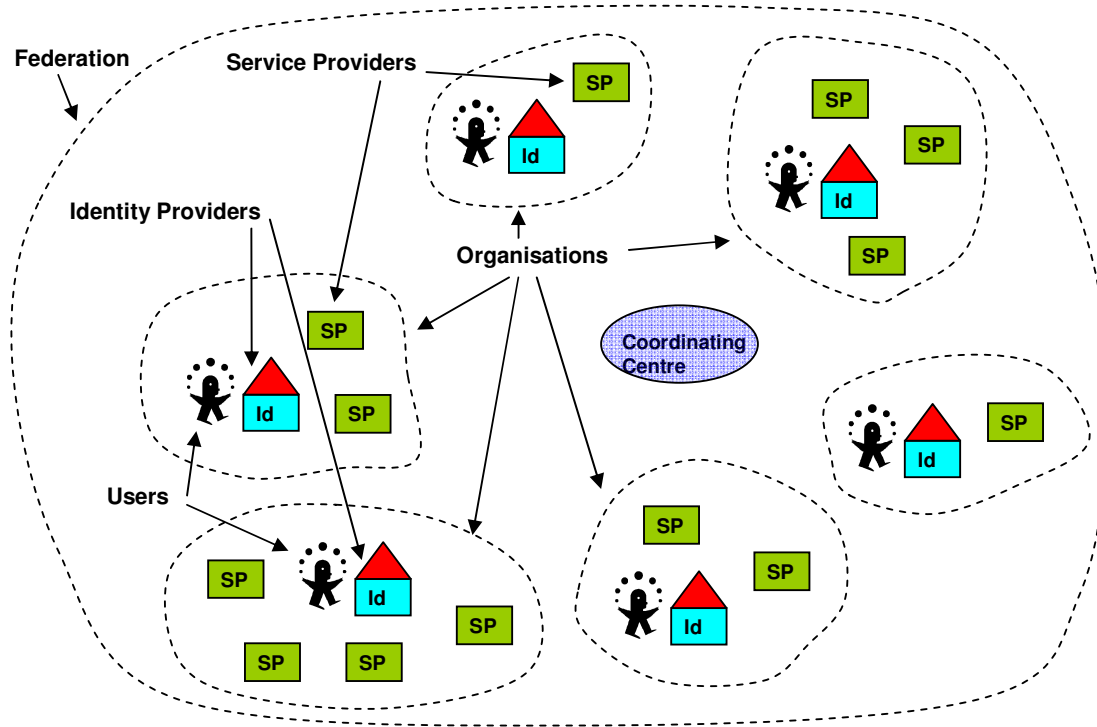 Federation
Service Providers
SP
SP
SP
Id
Id
Identity Providers
SP
Organisations
SP
Coordinating
Centre
SP
Id
SP
SP
Id
Users
SP
SP
SP
Id
SP
Id
SP
SP
SP